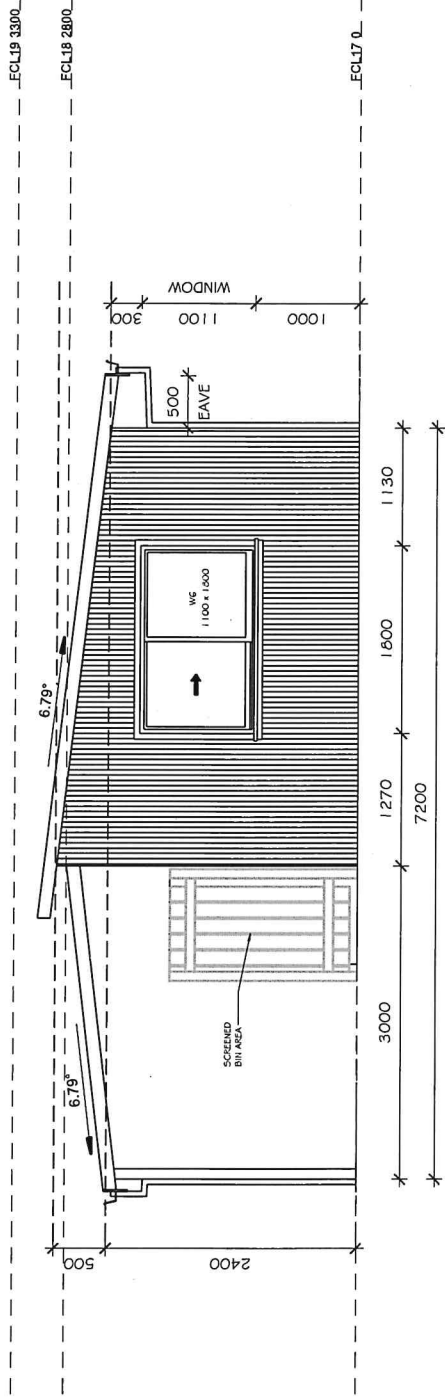 FCL19 3300
FCL18 2800
FCL17 0
6.79°
6.79°
500
2400
SCREENED
BIN AREA
W6
1100 x 1800
500
EAVE
300
1100
1000
WINDOW
3000
1270
1800
1130
7200